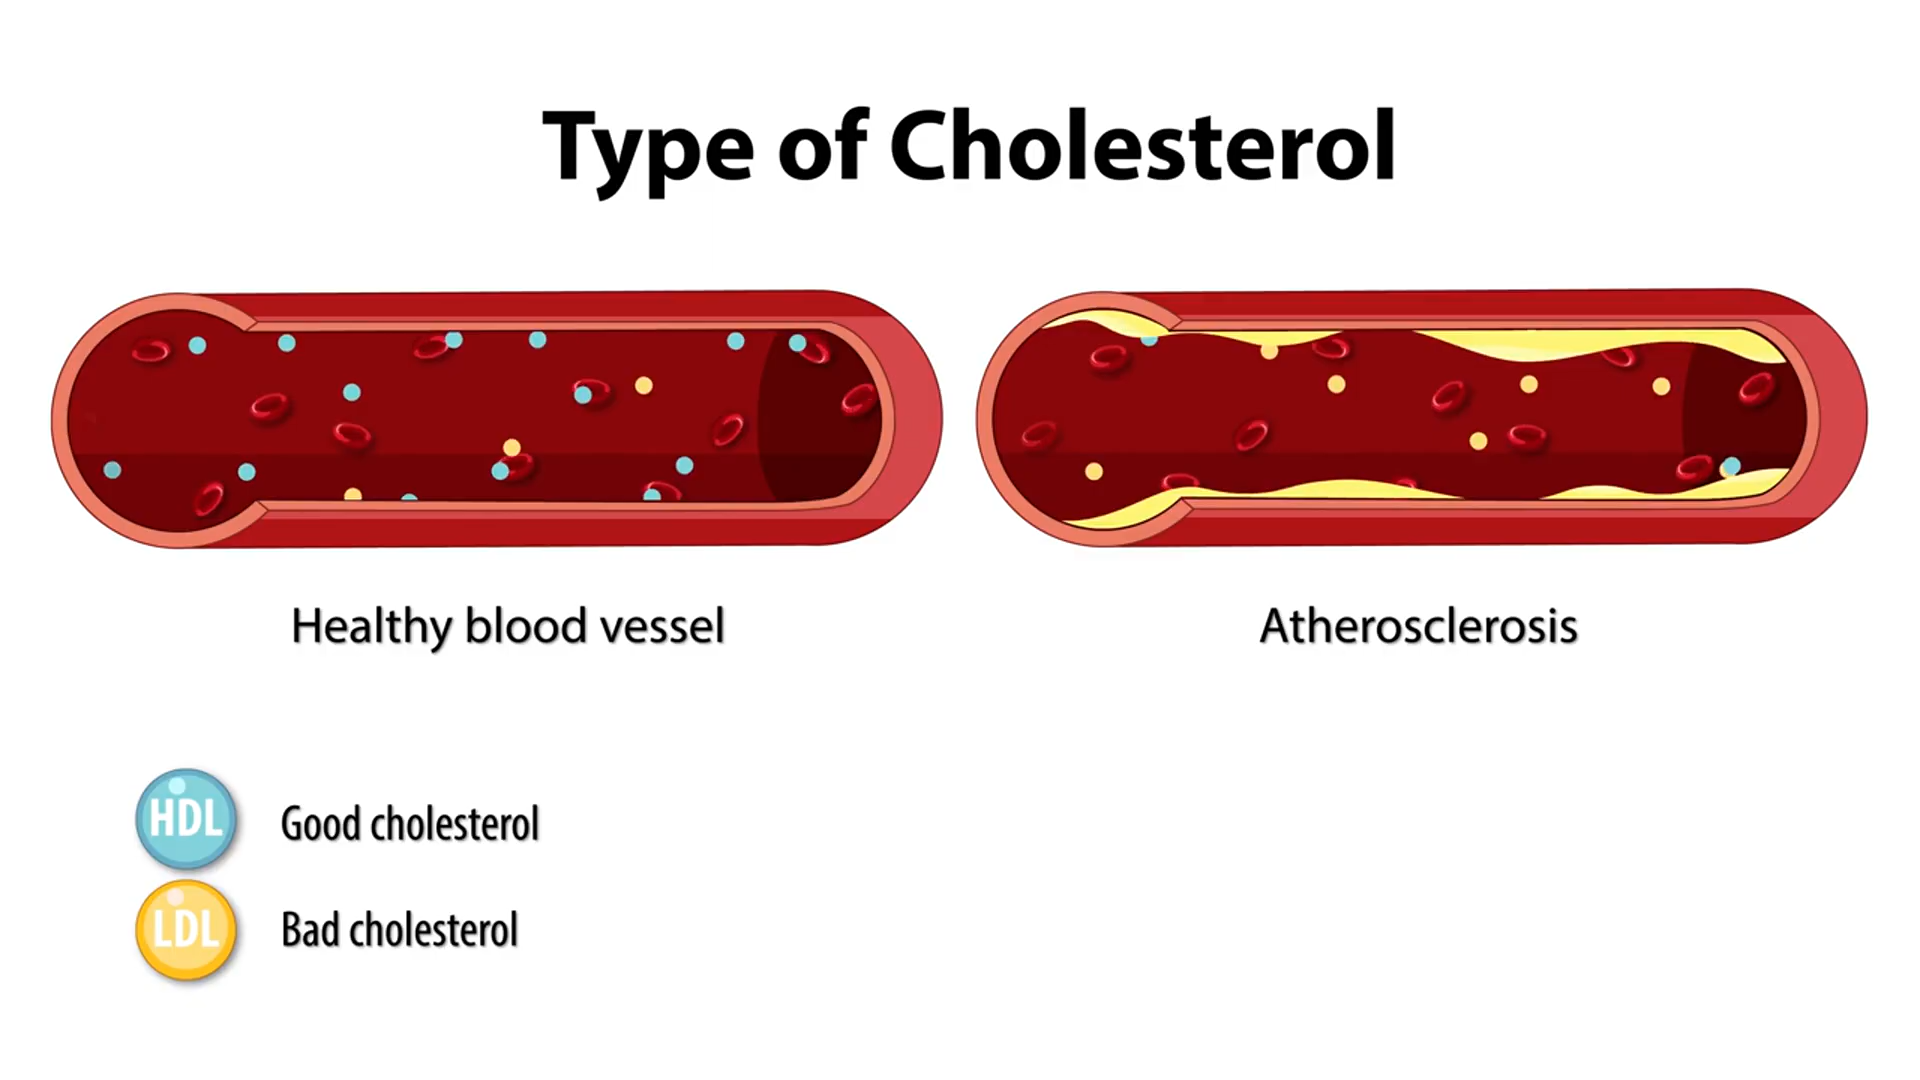 Type of Cholesterol
Healthy blood vessel
Atherosclerosis
HDL
Good cholesterol
LDL
Bad cholesterol